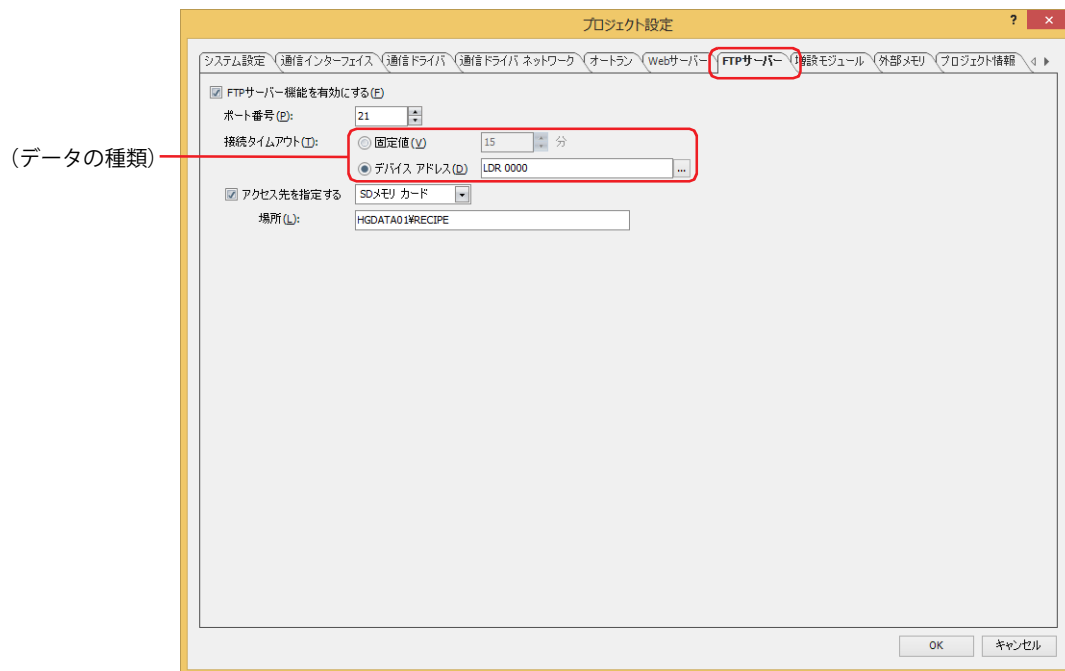 プロジェクト設定
? ×
システム設定 通信インターフェイス 通信ドライバ 通信ドライバ ネットワーク オートラン Webサーバー FTPサーバー 増設モジュール 外部メモリ プロジェクト情報
FTPサーバー機能を有効にする(F)
ポート番号(P): 21
接続タイムアウト(T): 固定値(V) 15 分
(データの種類)
デバイス アドレス(D) LDR 0000 ...
アクセス先を指定する SDメモリ カード
場所(L): HGDATA01¥RECIPE
OK キャンセル